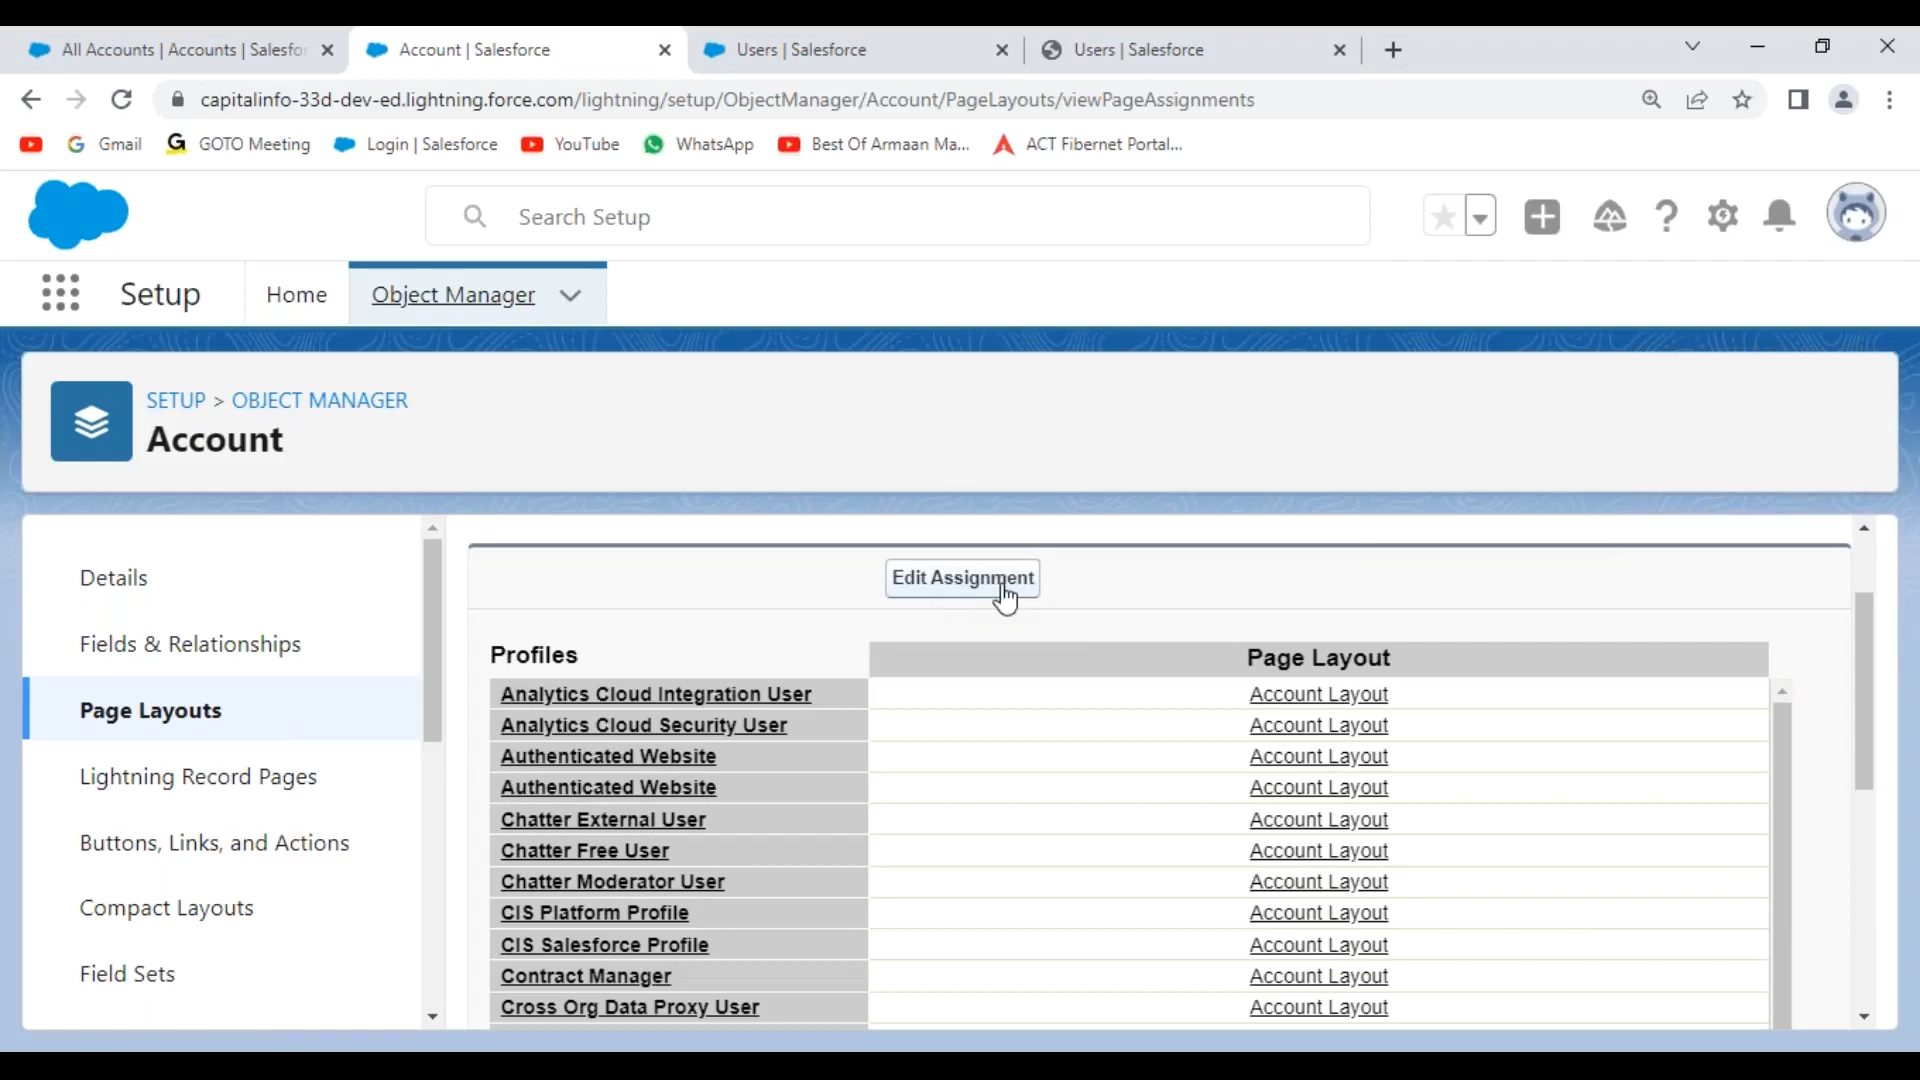 All Accounts | Accounts | Salesfor
Account | Salesforce
Users | Salesforce
Users | Salesforce
capitalinfo-33d-dev-ed.lightning.force.com/lightning/setup/ObjectManager/Account/PageLayouts/viewPageAssignments
Gmail
GOTO Meeting
Login | Salesforce
YouTube
WhatsApp
Best Of Armaan Ma...
ACT Fibernet Portal...
Search Setup
Setup
Home
Object Manager
SETUP > OBJECT MANAGER
Account
Details
Fields & Relationships
Page Layouts
Lightning Record Pages
Buttons, Links, and Actions
Compact Layouts
Field Sets
Edit Assignment
Profiles Page Layout
Analytics Cloud Integration User Account Layout
Analytics Cloud Security User Account Layout
Authenticated Website Account Layout
Authenticated Website Account Layout
Chatter External User Account Layout
Chatter Free User Account Layout
Chatter Moderator User Account Layout
CIS Platform Profile Account Layout
CIS Salesforce Profile Account Layout
Contract Manager Account Layout
Cross Org Data Proxy User Account Layout